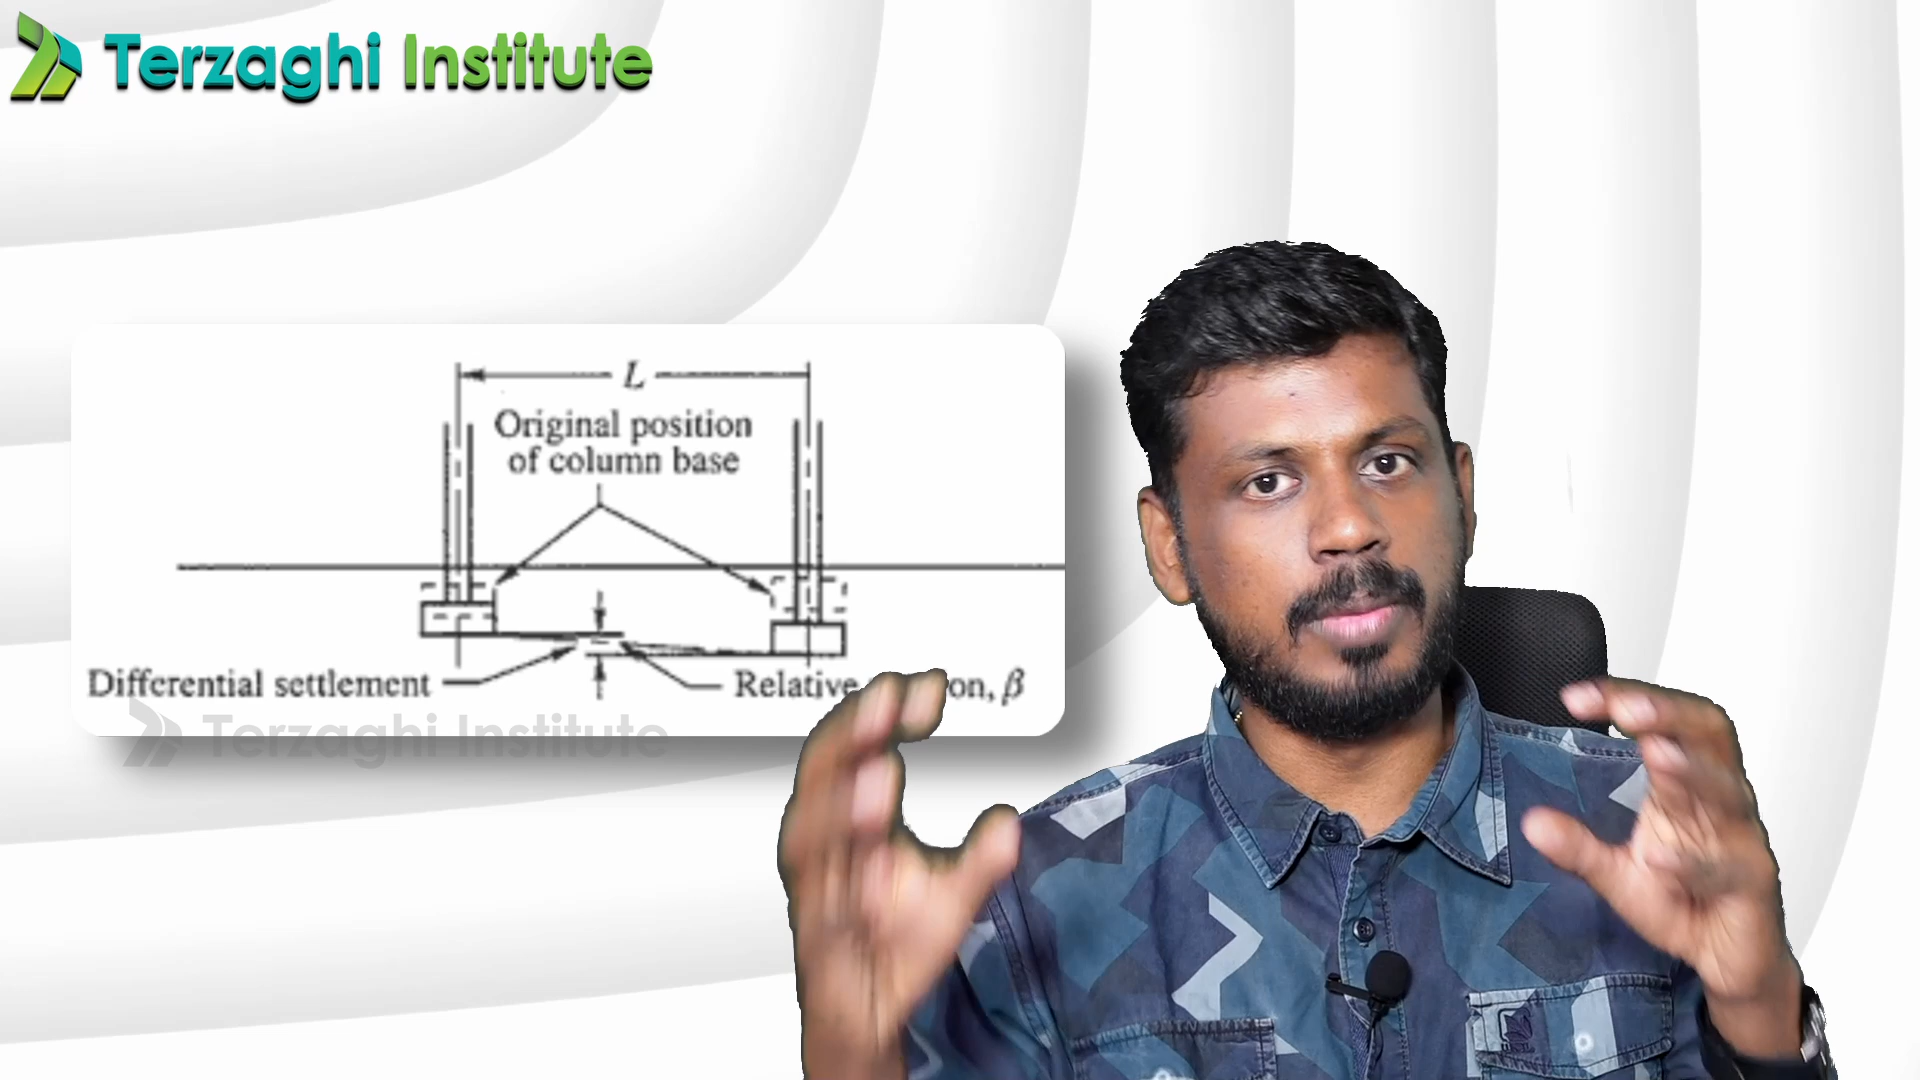 Terzaghi Institute
L
Original position
of column base
Differential settlement
Relative on, β
Terzaghi Institute